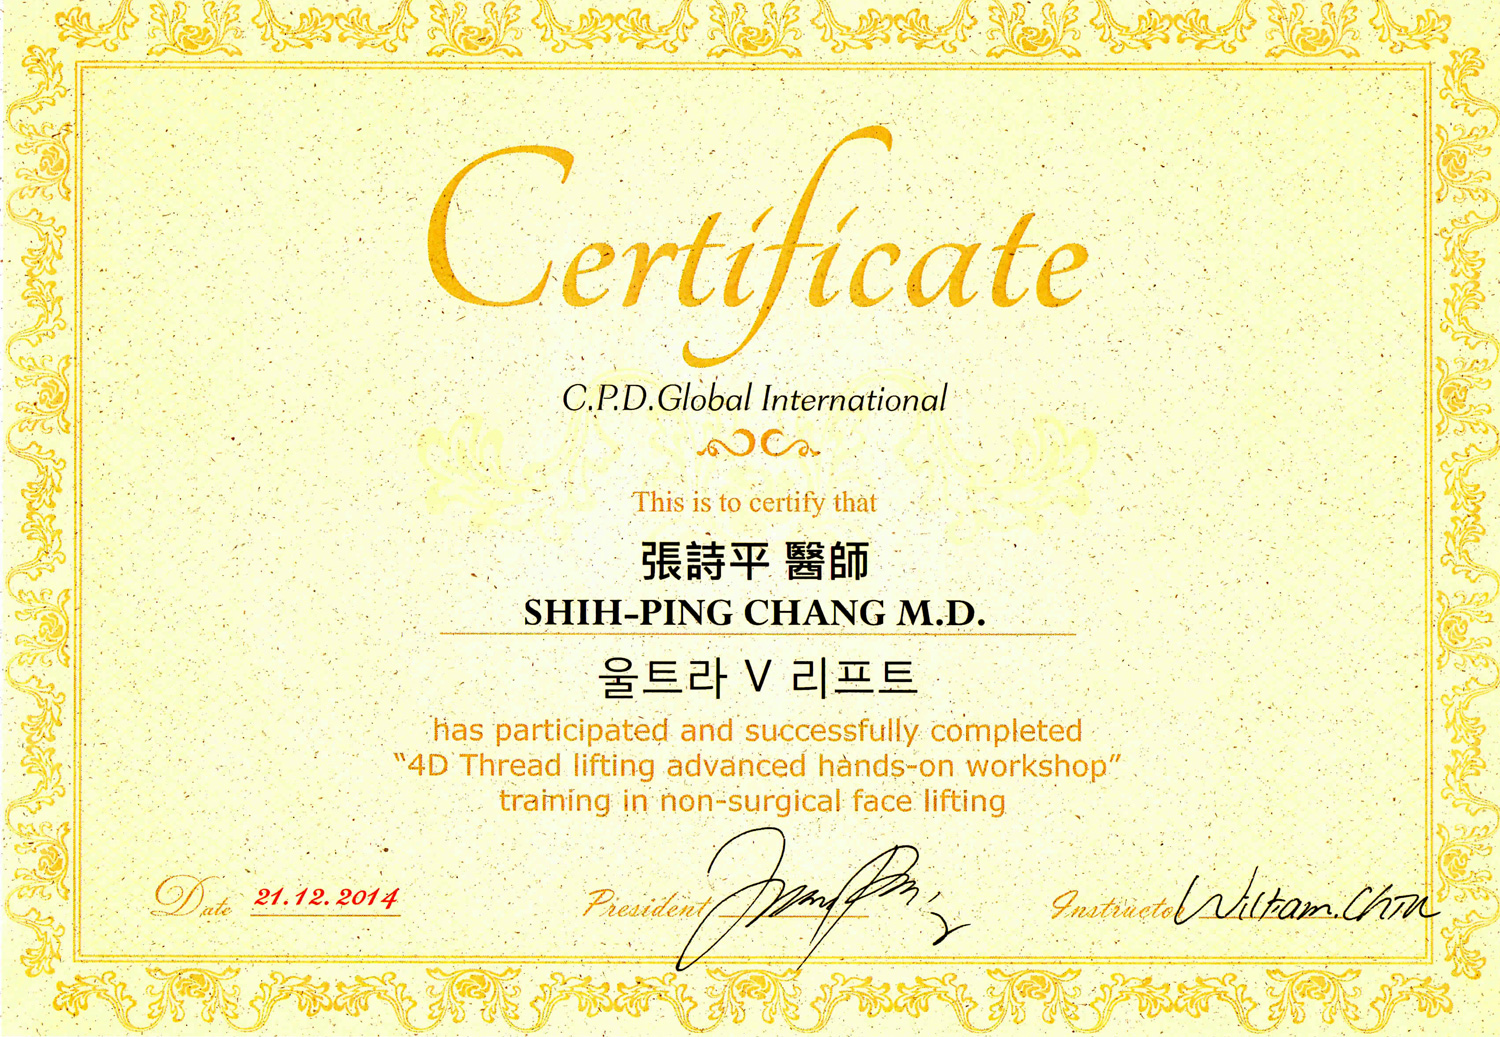 Certificate
C.P.D.Global International
This is to certify that
張詩平 醫師
SHIH-PING CHANG M.D.
울트라 V 리프트
has participated and successfully completed
“4D Thread lifting advanced hands-on workshop”
training in non-surgical face lifting
Date 21.12.2014 President Instructor William.Chin